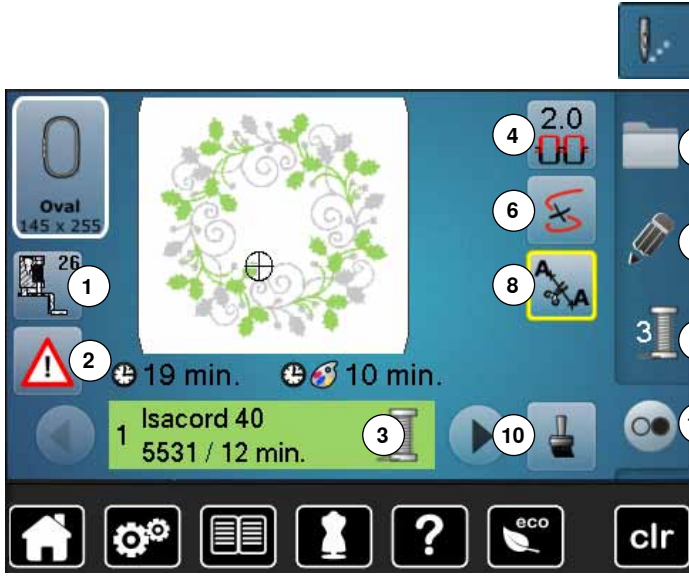 2.0
4
Oval
145 x 255
6
26
1
8
A
A
3
2
19 min.
10 min.
1 Isacord 40
5531 / 12 min.
3
10
?
eco
clr